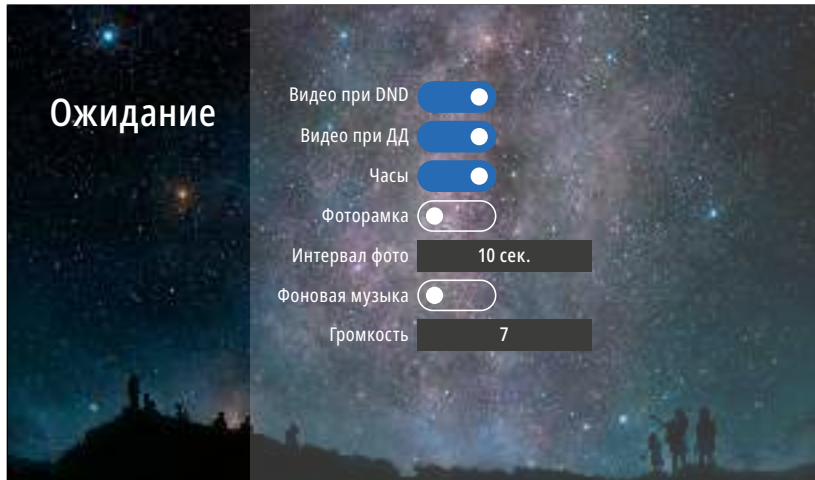 Ожидание
Видео при DND
Видео при ДД
Часы
Фоторамка
Интервал фото 10 сек.
Фоновая музыка
Громкость 7